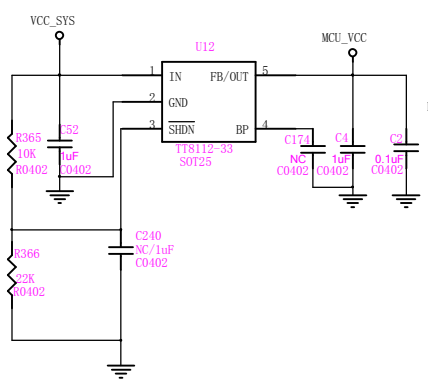 VCC_SYS
U12
MCU_VCC
1 IN FB/OUT 5
2 GND
3 SHDN BP 4
TT8112-33
SOT25
R365
10K
R0402
C52
1uF
C0402
C174
NC
C0402
C4
1uF
C0402
C2
0.1uF
C0402
C240
NC/1uF
C0402
R366
22K
R0402